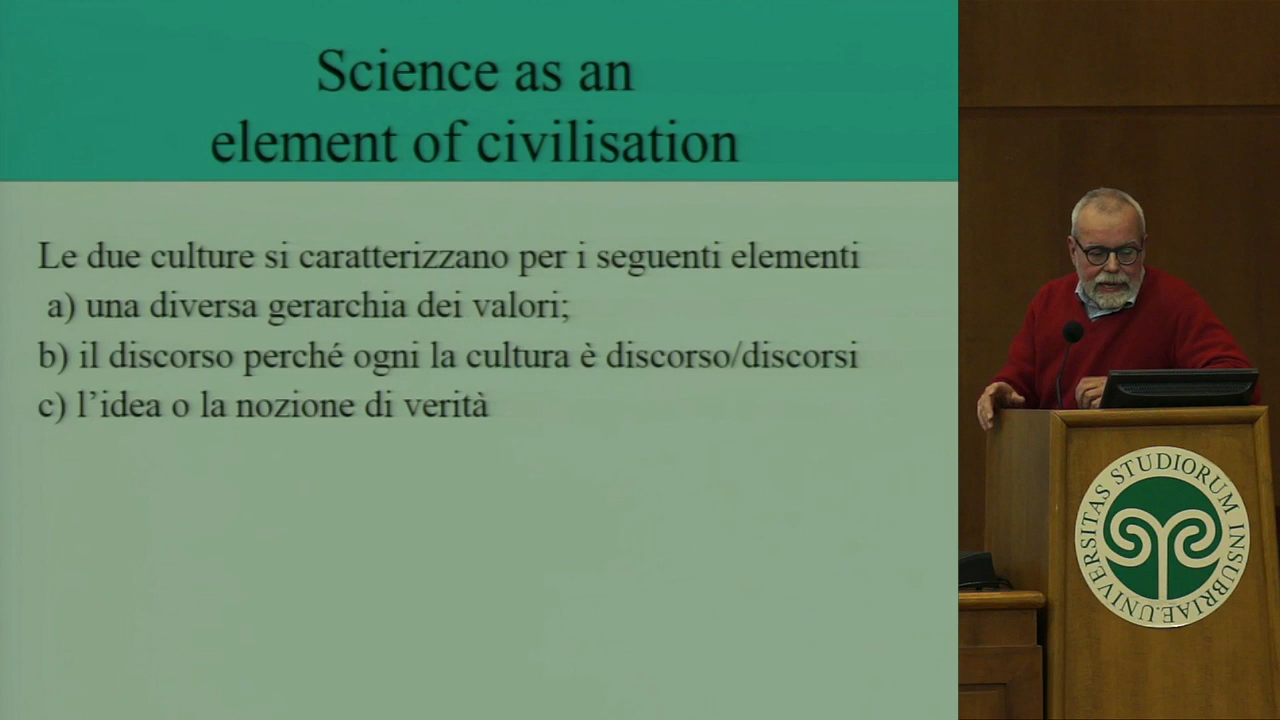 Science as an
element of civilisation
Le due culture si caratterizzano per i seguenti elementi
a) una diversa gerarchia dei valori;
b) il discorso perché ogni la cultura è discorso/discorsi
c) l’idea o la nozione di verità
UNIVERSITAS STUDIORUM INSUBRIAE